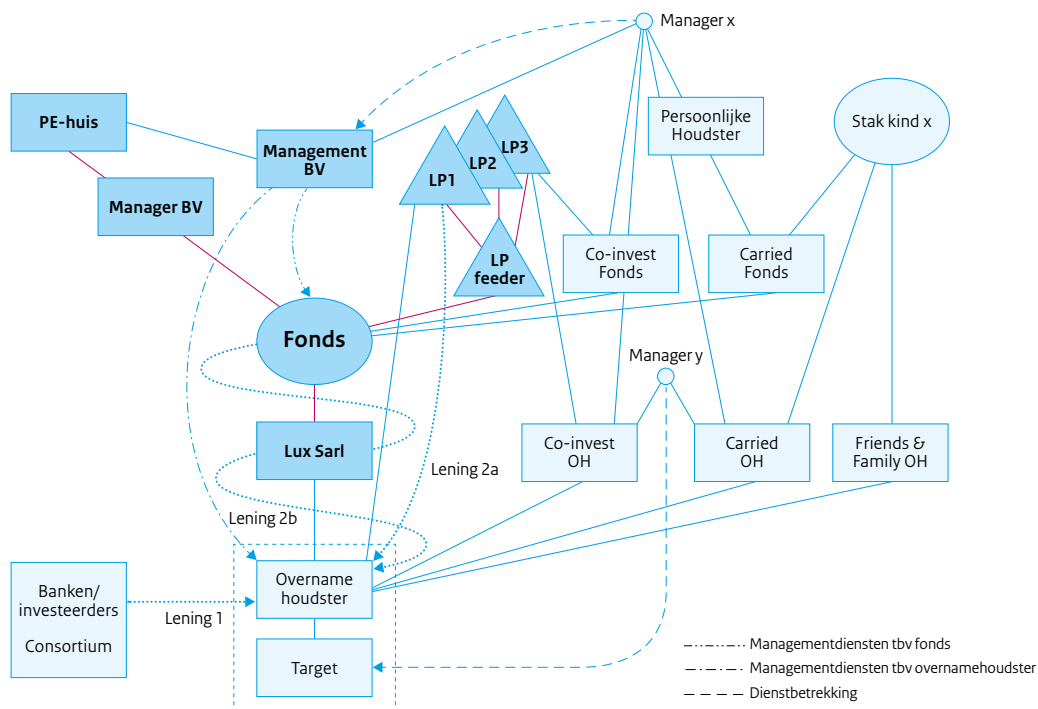 Manager x
PE-huis
Management
BV
Persoonlijke
Houdster
Stak kind x
LP3
LP2
LP1
Manager BV
LP
feeder
Co-invest
Fonds
Carried
Fonds
Fonds
Manager y
Lux Sarl
Co-invest
OH
Carried
OH
Friends &
Family OH
Lening 2a
Lening 2b
Overname
houdster
Banken/
investeerders
Consortium
Lening 1
Target
Managementdiensten tbv fonds
Managementdiensten tbv overnamehoudster
Dienstbetrekking